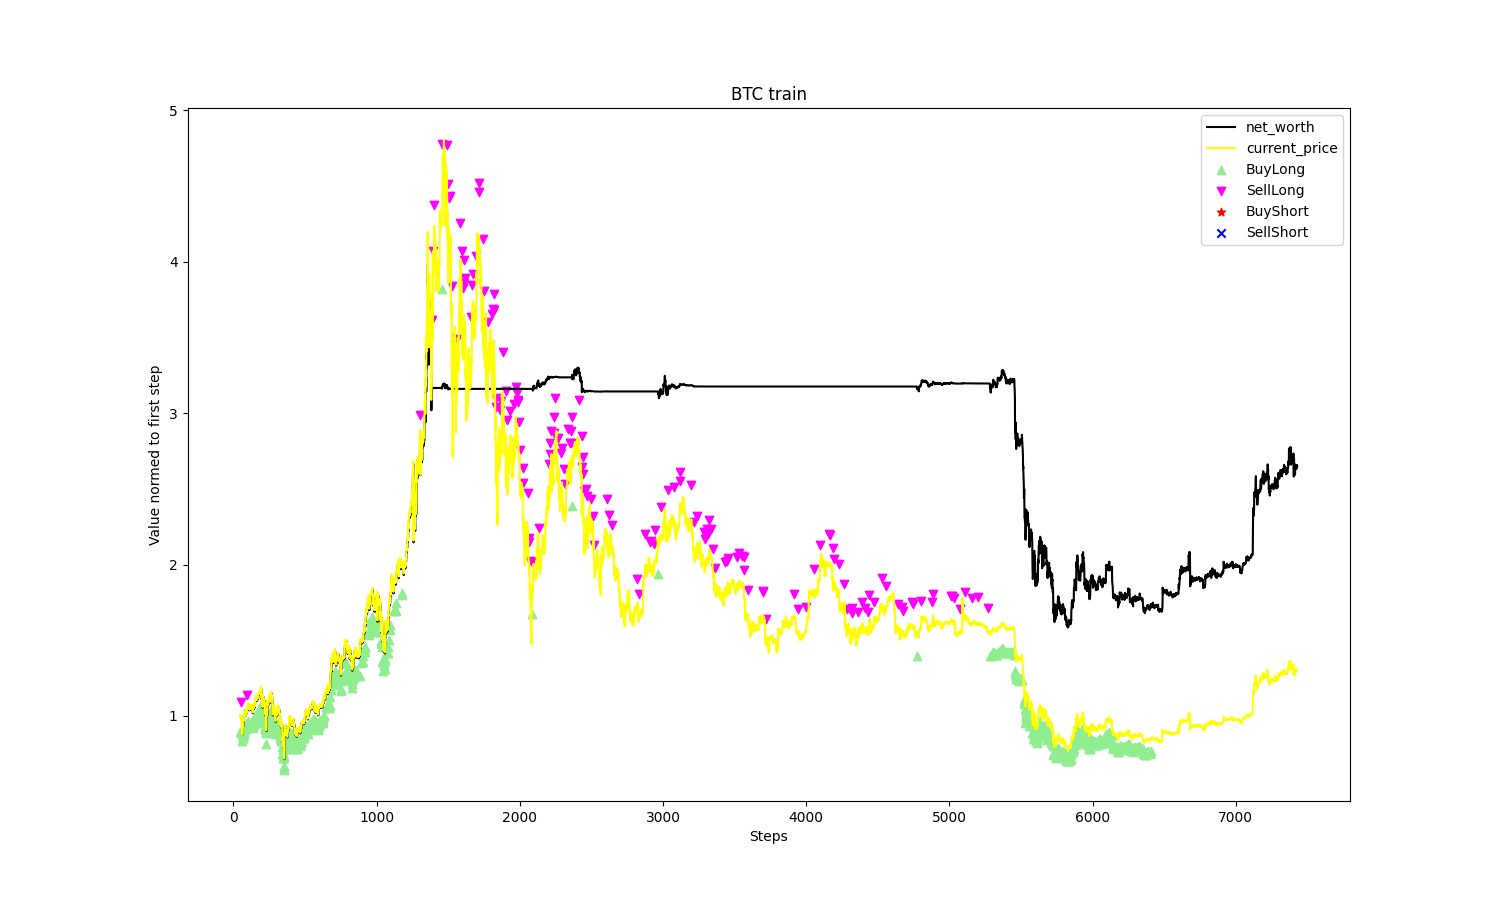 BTC train
5
4
3
2
1
Value normed to first step
0 1000 2000 3000 4000 5000 6000 7000
Steps
net_worth
current_price
BuyLong
SellLong
BuyShort
SellShort